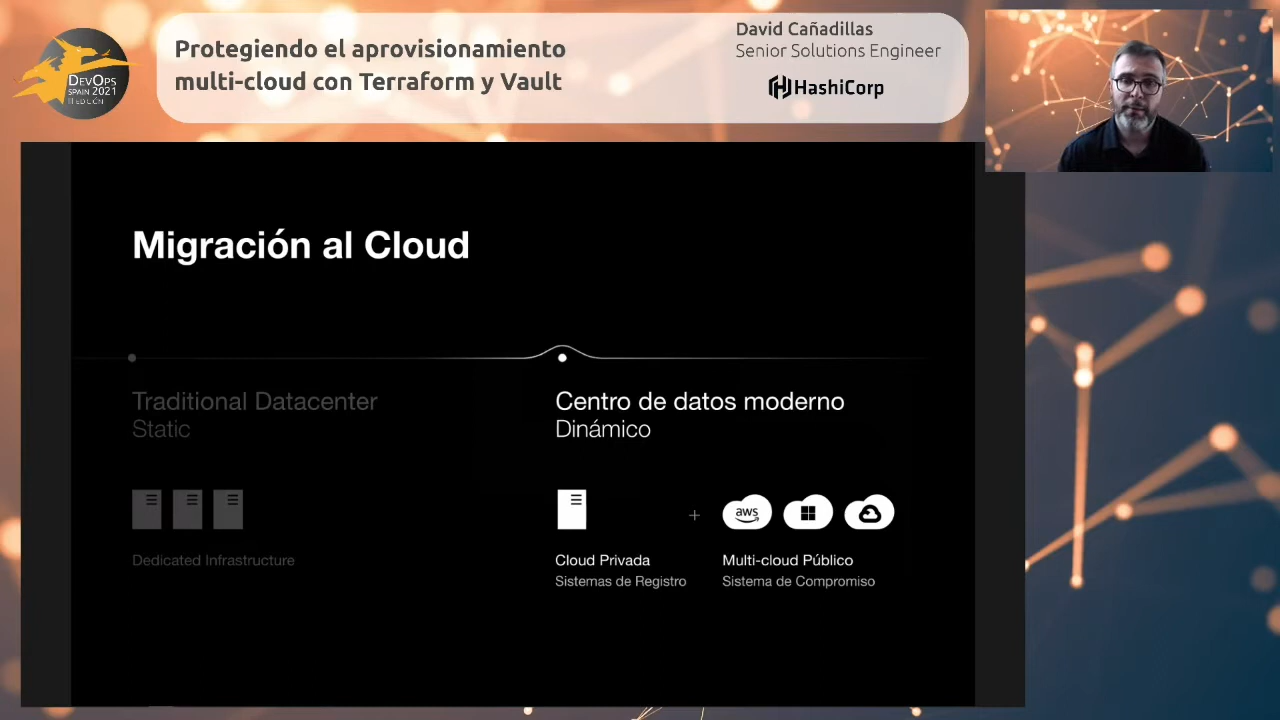 DEVOPS
SPAIN 2021
III EDICIÓN
Protegiendo el aprovisionamiento
multi-cloud con Terraform y Vault
David Cañadillas
Senior Solutions Engineer
HashiCorp
Migración al Cloud
Traditional Datacenter
Static
Dedicated Infrastructure
Centro de datos moderno
Dinámico
+
aws
Cloud Privada
Sistemas de Registro
Multi-cloud Público
Sistema de Compromiso